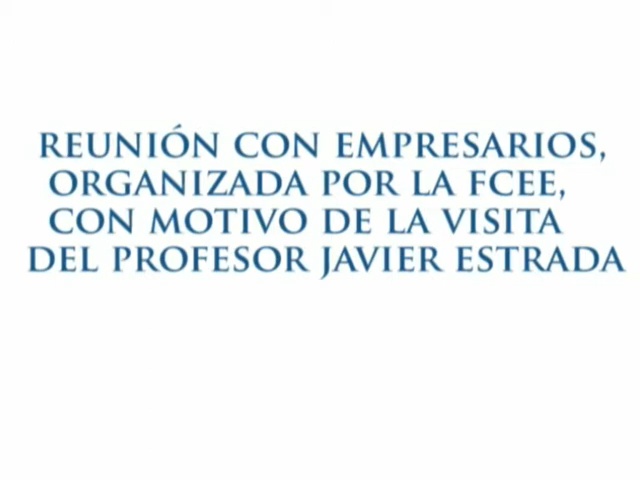 REUNIÓN CON EMPRESARIOS,
ORGANIZADA POR LA FCEE,
CON MOTIVO DE LA VISITA
DEL PROFESOR JAVIER ESTRADA